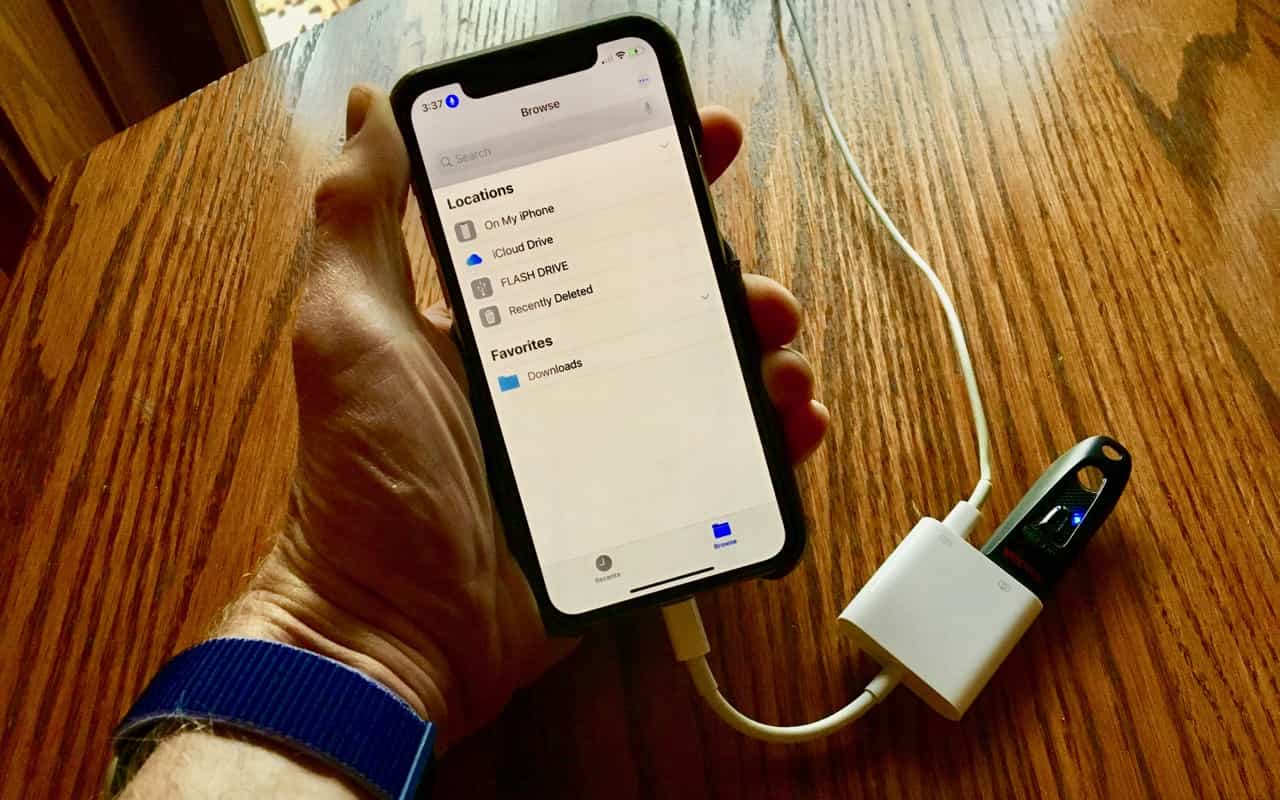 3:37
Browse
Search
Locations
On My iPhone
iCloud Drive
FLASH DRIVE
Recently Deleted
Favorites
Downloads
Recents
Browse